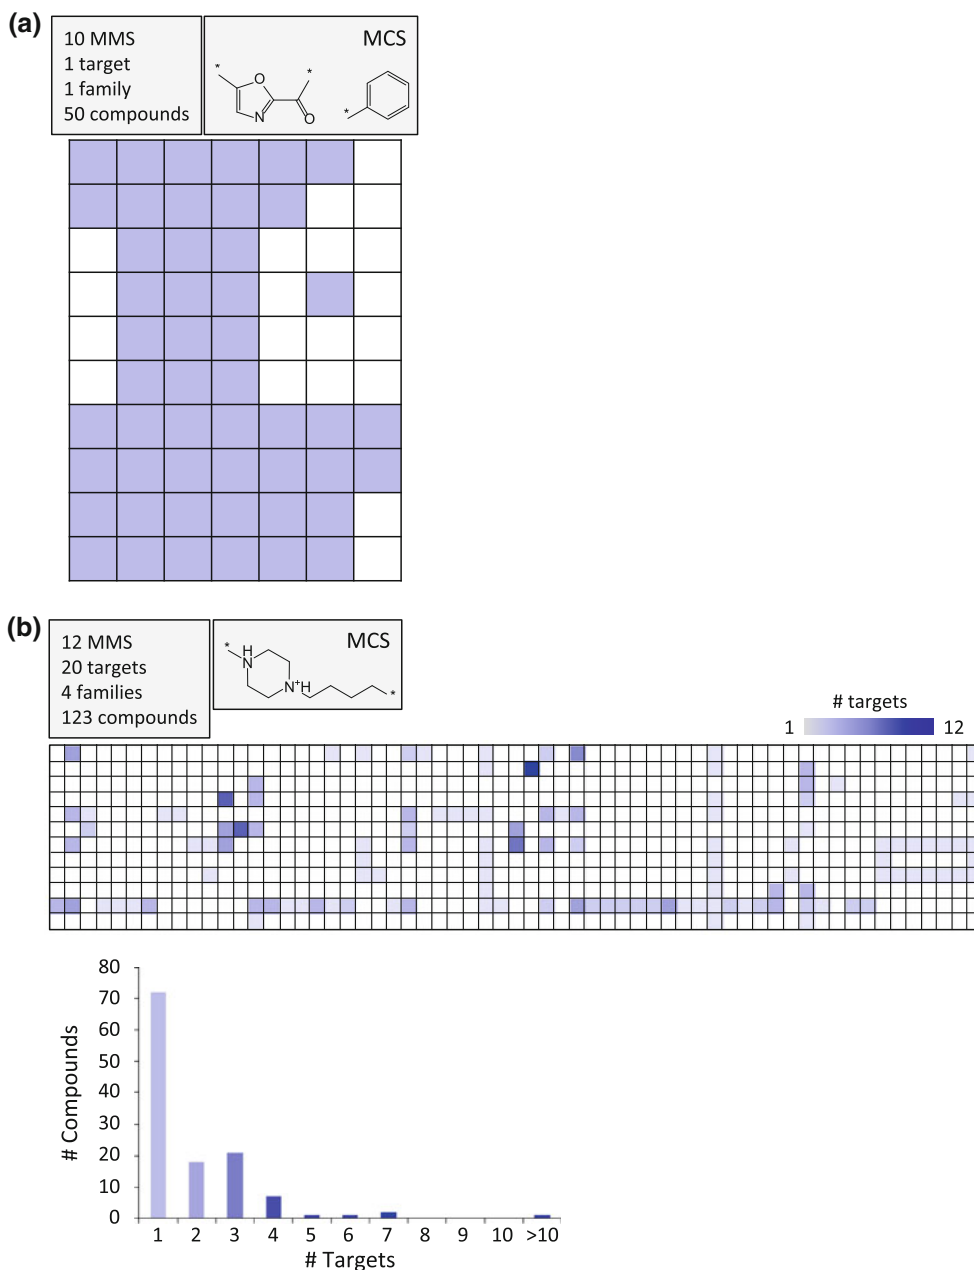 (a)
10 MMS
1 target
1 family
50 compounds
MCS
* O * 
N O *
(b)
12 MMS
20 targets
4 families
123 compounds
MCS
* H
N
N+H *
# targets
1 12
80
70
60
50
40
30
20
10
0
# Compounds
1 2 3 4 5 6 7 8 9 10 >10
# Targets